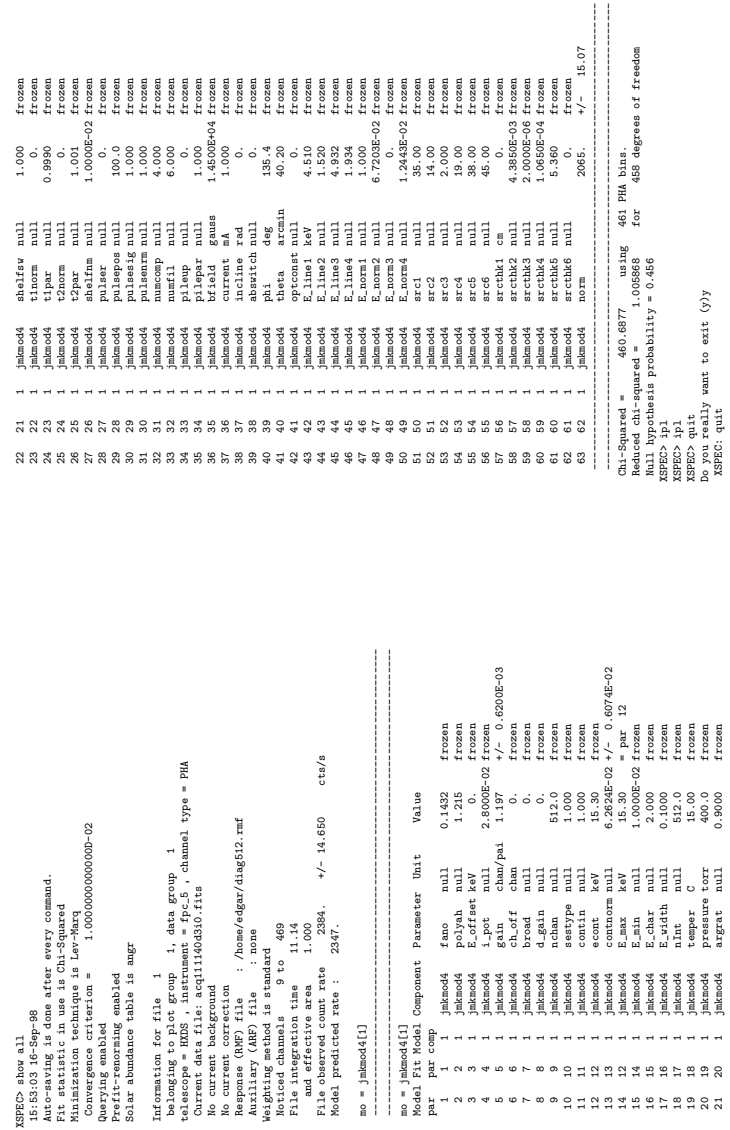 XSPEC> show all
15:53:03 16-Sep-98
Auto-saving is done after every command.
Fit statistic in use is Chi-Squared
Minimization technique is Lev-Marq
Convergence criterion = 1.0000000000000D-02
Querying enabled
Prefit-renorming enabled
Solar abundance table is angr
Information for file 1
belonging to plot group 1, data group 1
telescope = HXDS , instrument = fpc_5 , channel type = PHA
Current data file: acq111140d3i0.fits
No current background
No current correction
Response (RMF) file : /home/edgar/diag512.rmf
Auxiliary (ARF) file : none
Weighting method is standard
Noticed channels 9 to 469
File integration time 11.14
and effective area 1.000
File observed count rate 2384. +/- 14.650 cts/s
Model predicted rate : 2347.
mo = jmkmod4[1]
---------------------------------------------------------------------------
---------------------------------------------------------------------------
mo = jmkmod4[1]
Model Fit Model Component Parameter Unit Value
par par comp
1 1 1 jmkmod4 fano null 0.1432 frozen
2 2 1 jmkmod4 polyah null 1.215 frozen
3 3 1 jmkmod4 E_offset keV 0. frozen
4 4 1 jmkmod4 i_pot null 2.8000E-02 frozen
5 5 1 jmkmod4 gain chan/pai 1.197 +/- 0.6200E-03
6 6 1 jmkmod4 ch_off chan 0. frozen
7 7 1 jmkmod4 broad null 0. frozen
8 8 1 jmkmod4 d_gain null 0. frozen
9 9 1 jmkmod4 nchan null 512.0 frozen
10 10 1 jmkmod4 sestype null 1.000 frozen
11 11 1 jmkmod4 contin null 1.000 frozen
12 12 1 jmkmod4 econt keV 15.30 frozen
13 13 1 jmkmod4 contnorm null 6.2624E-02 +/- 0.6074E-02
14 12 1 jmkmod4 E_max keV 15.30 = par 12
15 14 1 jmkmod4 E_min null 1.0000E-02 frozen
16 15 1 jmkmod4 E_char null 2.000 frozen
17 16 1 jmkmod4 E_width null 0.1000 frozen
18 17 1 jmkmod4 nInt null 512.0 frozen
19 18 1 jmkmod4 temper C 15.00 frozen
20 19 1 jmkmod4 pressure torr 400.0 frozen
21 20 1 jmkmod4 argrat null 0.9000 frozen
22 21 1 jmkmod4 shelfsw null 1.000 frozen
23 22 1 jmkmod4 t1norm null 0. frozen
24 23 1 jmkmod4 t1par null 0.9990 frozen
25 24 1 jmkmod4 t2norm null 0. frozen
26 25 1 jmkmod4 t2par null 1.001 frozen
27 26 1 jmkmod4 shelfnm null 1.0000E-02 frozen
28 27 1 jmkmod4 pulser null 0. frozen
29 28 1 jmkmod4 pulsepos null 100.0 frozen
30 29 1 jmkmod4 pulsesig null 1.000 frozen
31 30 1 jmkmod4 pulsenrm null 1.000 frozen
32 31 1 jmkmod4 numcomp null 4.000 frozen
33 32 1 jmkmod4 numfil null 6.000 frozen
34 33 1 jmkmod4 pileup null 0. frozen
35 34 1 jmkmod4 pilepar null 1.000 frozen
36 35 1 jmkmod4 bfield gauss 1.4500E+04 frozen
37 36 1 jmkmod4 current mA 1.000 frozen
38 37 1 jmkmod4 incline rad 0. frozen
39 38 1 jmkmod4 abswitch null 0. frozen
40 39 1 jmkmod4 phi deg 135.4 frozen
41 40 1 jmkmod4 theta arcmin 40.20 frozen
42 41 1 jmkmod4 optconst null 0. frozen
43 42 1 jmkmod4 E_line1 keV 4.510 frozen
44 43 1 jmkmod4 E_line2 null 1.520 frozen
45 44 1 jmkmod4 E_line3 null 4.932 frozen
46 45 1 jmkmod4 E_line4 null 1.934 frozen
47 46 1 jmkmod4 E_norm1 null 1.000 frozen
48 47 1 jmkmod4 E_norm2 null 6.7203E-02 frozen
49 48 1 jmkmod4 E_norm3 null 0. frozen
50 49 1 jmkmod4 E_norm4 null 1.2443E-02 frozen
51 50 1 jmkmod4 src1 null 35.00 frozen
52 51 1 jmkmod4 src2 null 14.00 frozen
53 52 1 jmkmod4 src3 null 2.000 frozen
54 53 1 jmkmod4 src4 null 19.00 frozen
55 54 1 jmkmod4 src5 null 38.00 frozen
56 55 1 jmkmod4 src6 null 45.00 frozen
57 56 1 jmkmod4 srcthk1 cm 0. frozen
58 57 1 jmkmod4 srcthk2 null 4.3850E-03 frozen
59 58 1 jmkmod4 srcthk3 null 2.0000E-06 frozen
60 59 1 jmkmod4 srcthk4 null 1.0650E-04 frozen
61 60 1 jmkmod4 srcthk5 null 5.360 frozen
62 61 1 jmkmod4 srcthk6 null 0. frozen
63 62 1 jmkmod4 norm 2065. +/- 15.07
---------------------------------------------------------------------------
---------------------------------------------------------------------------
Chi-Squared = 460.6877 using 461 PHA bins.
Reduced chi-squared = 1.005868 for 458 degrees of freedom
Null hypothesis probability = 0.456
XSPEC> ipl
XSPEC> ipl
XSPEC> quit
Do you really want to exit (y)y
XSPEC: quit